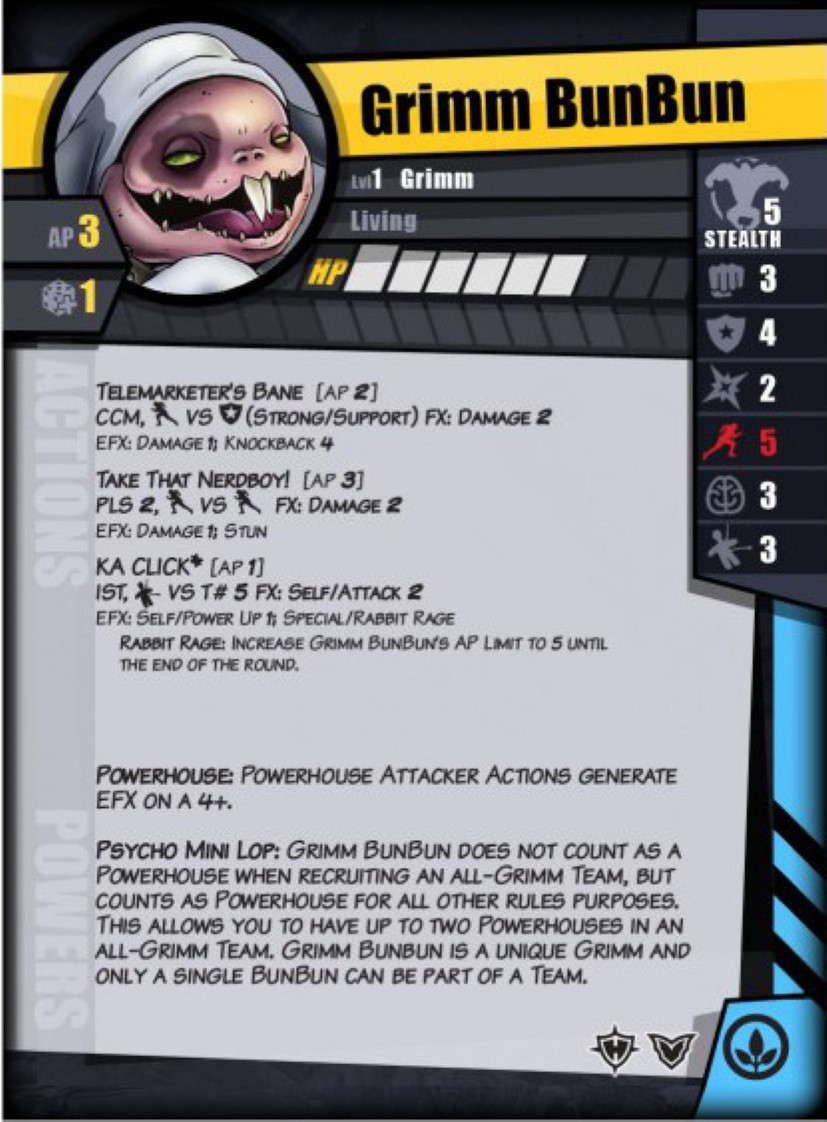 Grimm BunBun
Lvl1 Grimm
Living
AP 3
HP
1
5
STEALTH
3
4
2
5
3
3
ACTIONS
TELEMARKETER'S BANE [AP 2]
CCM, VS (STRONG/SUPPORT) FX: DAMAGE 2
EFX: DAMAGE 1; KNOCKBACK 4
TAKE THAT NERDBOY! [AP 3]
PLS 2, VS FX: DAMAGE 2
EFX: DAMAGE 1; STUN
KA CLICK* [AP 1]
IST, VS T# 5 FX: SELF/ATTACK 2
EFX: SELF/POWER UP 1; SPECIAL/RABBIT RAGE
RABBIT RAGE: INCREASE GRIMM BUNBUN'S AP LIMIT TO 5 UNTIL
THE END OF THE ROUND.
POWERS
POWERHOUSE: POWERHOUSE ATTACKER ACTIONS GENERATE
EFX ON A 4+.
PSYCHO MINI LOP: GRIMM BUNBUN DOES NOT COUNT AS A
POWERHOUSE WHEN RECRUITING AN ALL-GRIMM TEAM, BUT
COUNTS AS POWERHOUSE FOR ALL OTHER RULES PURPOSES.
THIS ALLOWS YOU TO HAVE UP TO TWO POWERHOUSES IN AN
ALL-GRIMM TEAM. GRIMM BUNBUN IS A UNIQUE GRIMM AND
ONLY A SINGLE BUNBUN CAN BE PART OF A TEAM.
H